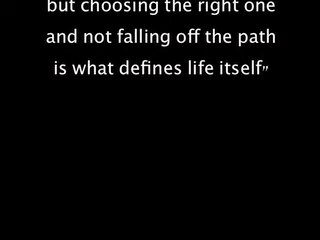 but choosing the right one
and not falling off the path
is what defines life itself”